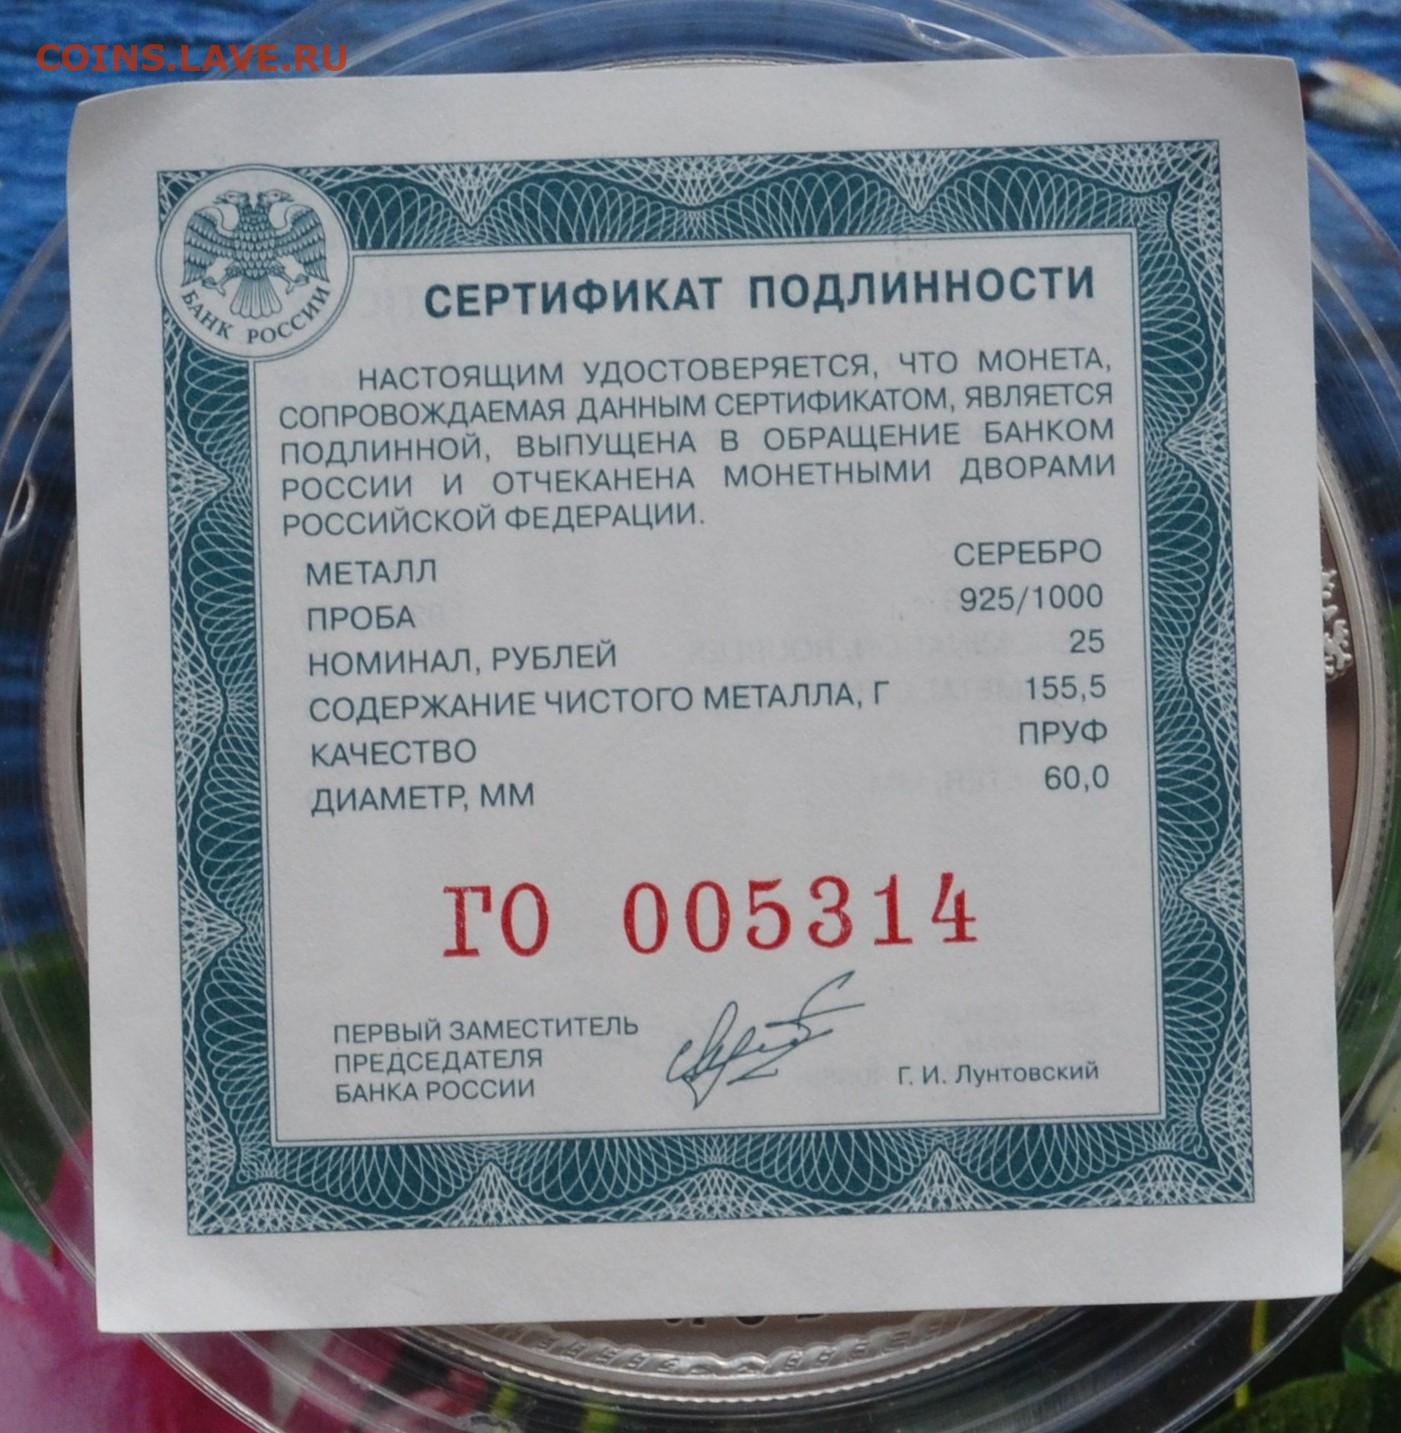 COINS.LAVE.RU
БАНК РОССИИ
СЕРТИФИКАТ ПОДЛИННОСТИ
НАСТОЯЩИМ УДОСТОВЕРЯЕТСЯ, ЧТО МОНЕТА,
СОПРОВОЖДАЕМАЯ ДАННЫМ СЕРТИФИКАТОМ, ЯВЛЯЕТСЯ
ПОДЛИННОЙ, ВЫПУЩЕНА В ОБРАЩЕНИЕ БАНКОМ
РОССИИ И ОТЧЕКАНЕНА МОНЕТНЫМИ ДВОРАМИ
РОССИЙСКОЙ ФЕДЕРАЦИИ.
МЕТАЛЛ СЕРЕБРО
ПРОБА 925/1000
НОМИНАЛ, РУБЛЕЙ 25
СОДЕРЖАНИЕ ЧИСТОГО МЕТАЛЛА, Г 155,5
КАЧЕСТВО ПРУФ
ДИАМЕТР, ММ 60,0
ГО 005314
ПЕРВЫЙ ЗАМЕСТИТЕЛЬ
ПРЕДСЕДАТЕЛЯ
БАНКА РОССИИ
Г. И. Лунтовский